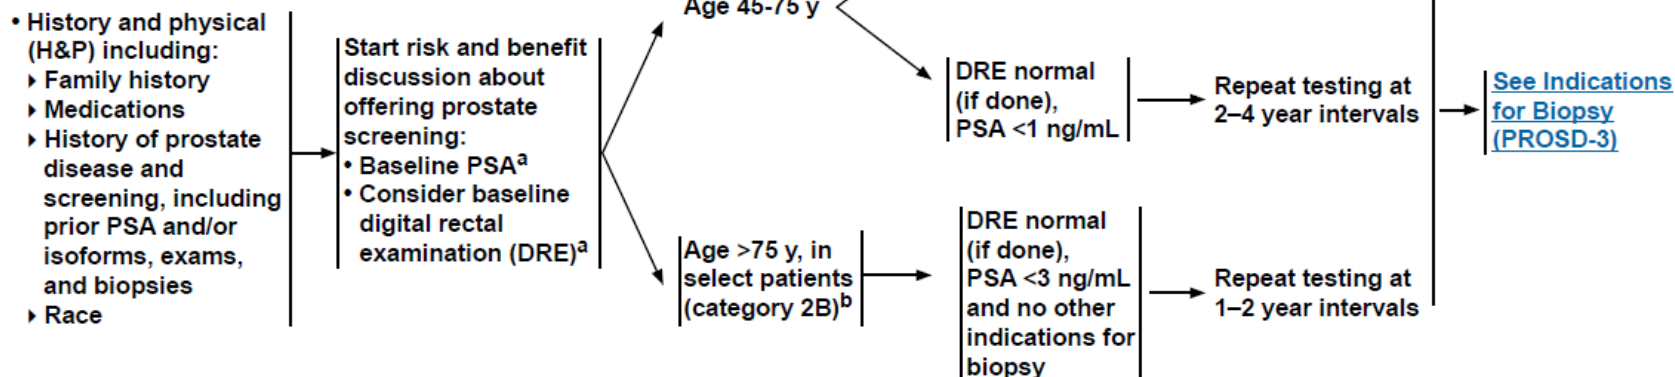 • History and physical
(H&P) including:
▸ Family history
▸ Medications
▸ History of prostate
disease and
screening, including
prior PSA and/or
isoforms, exams,
and biopsies
▸ Race
Start risk and benefit
discussion about
offering prostate
screening:
• Baseline PSAa
• Consider baseline
digital rectal
examination (DRE)a
Age 45-75 y
DRE normal
(if done),
PSA <1 ng/mL
Repeat testing at
2–4 year intervals
Age >75 y, in
select patients
(category 2B)b
DRE normal
(if done),
PSA <3 ng/mL
and no other
indications for
biopsy
Repeat testing at
1–2 year intervals
See Indications
for Biopsy
(PROSD-3)